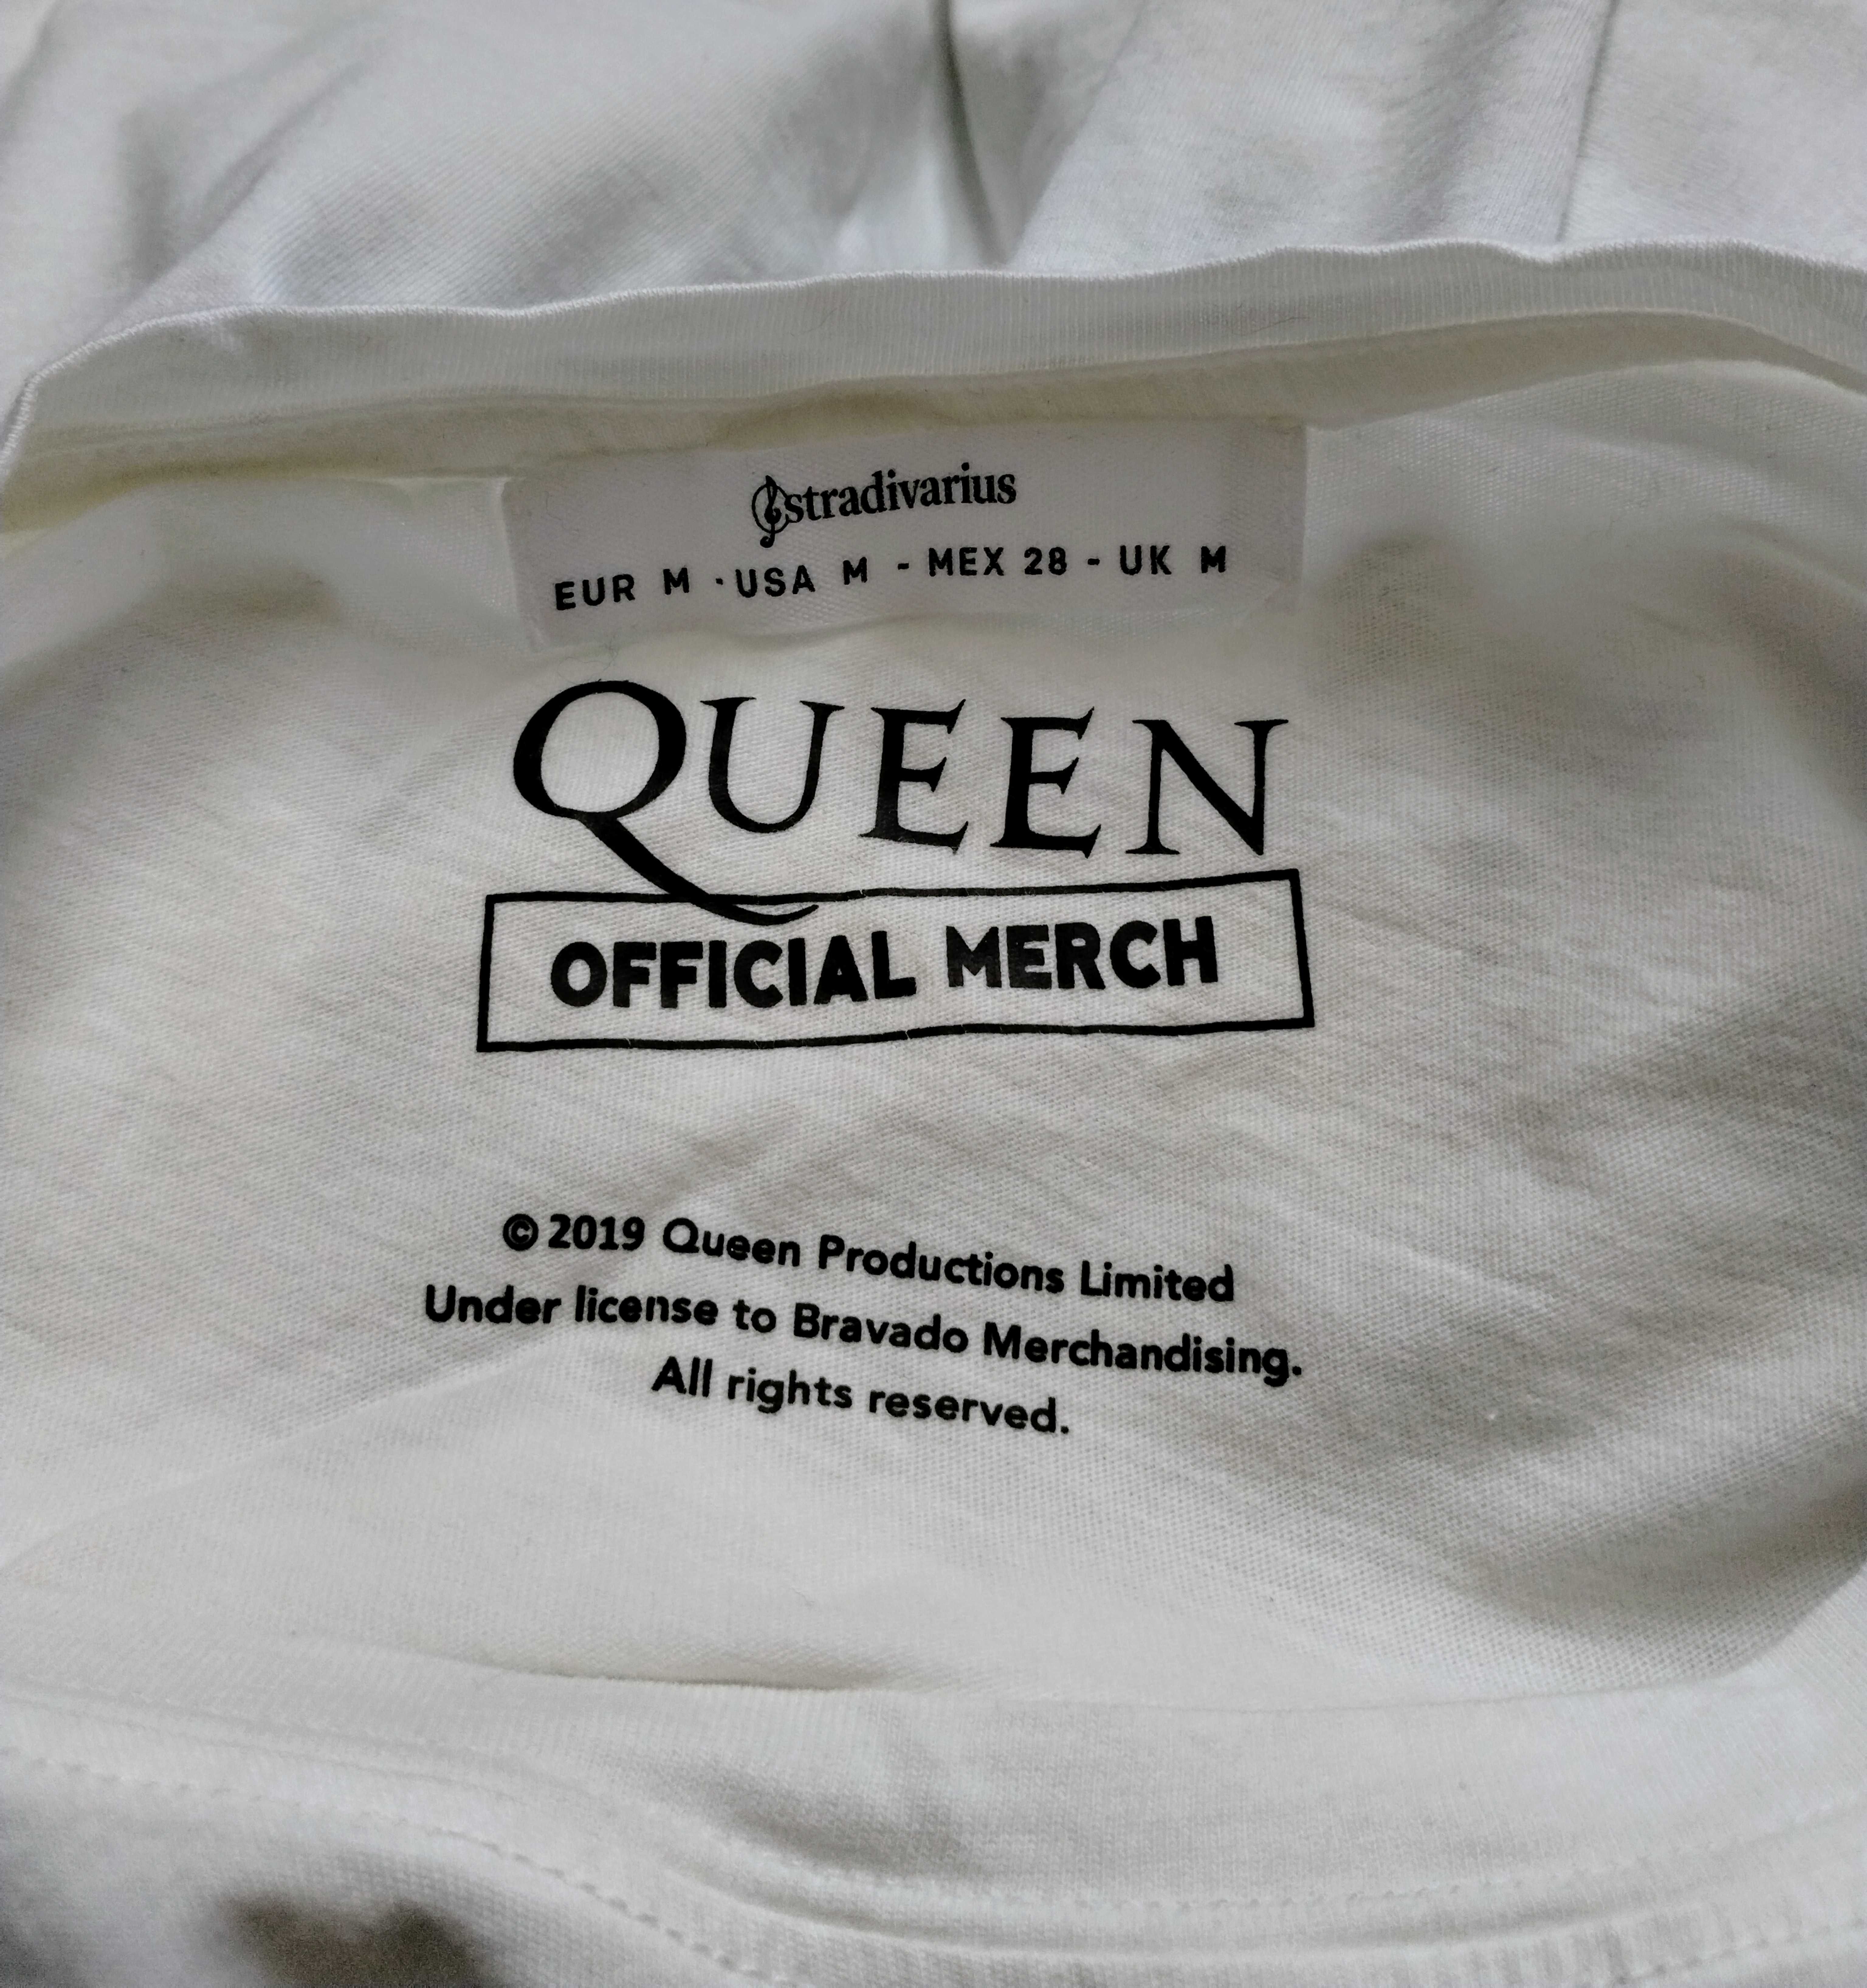 stradivarius
EUR M · USA M - MEX 28 - UK M
QUEEN
OFFICIAL MERCH
© 2019 Queen Productions Limited
Under license to Bravado Merchandising.
All rights reserved.